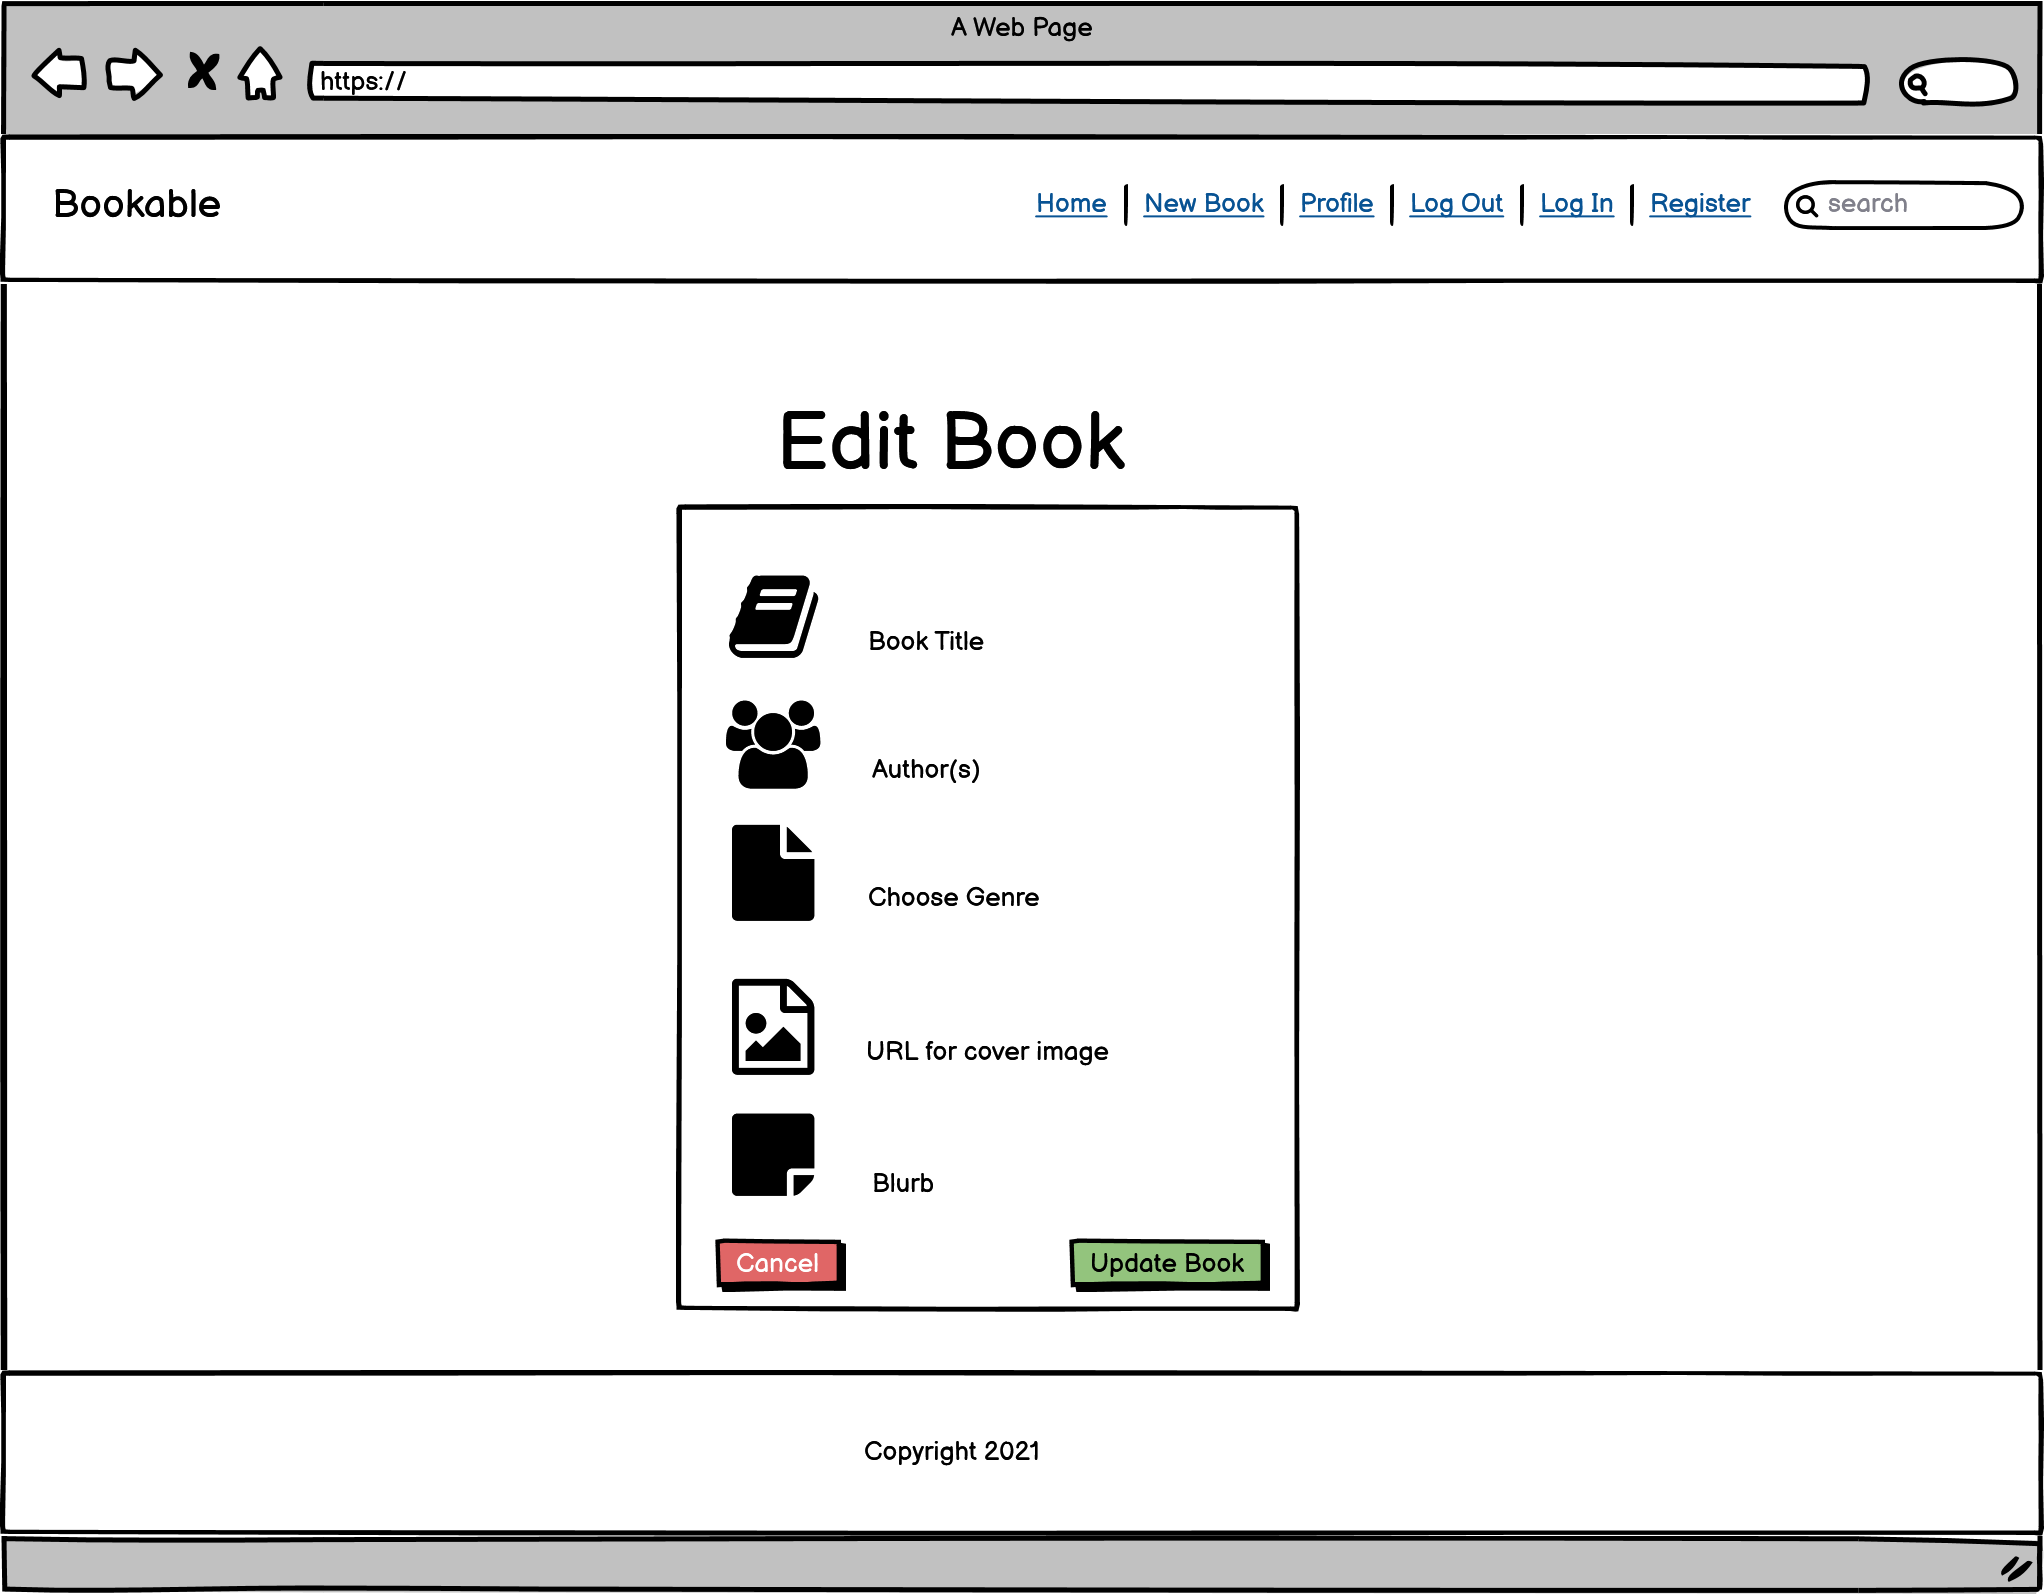 A Web Page
https://
Bookable
Home | New Book | Profile | Log Out | Log In | Register
search
Edit Book
Book Title
Author(s)
Choose Genre
URL for cover image
Blurb
Cancel
Update Book
Copyright 2021